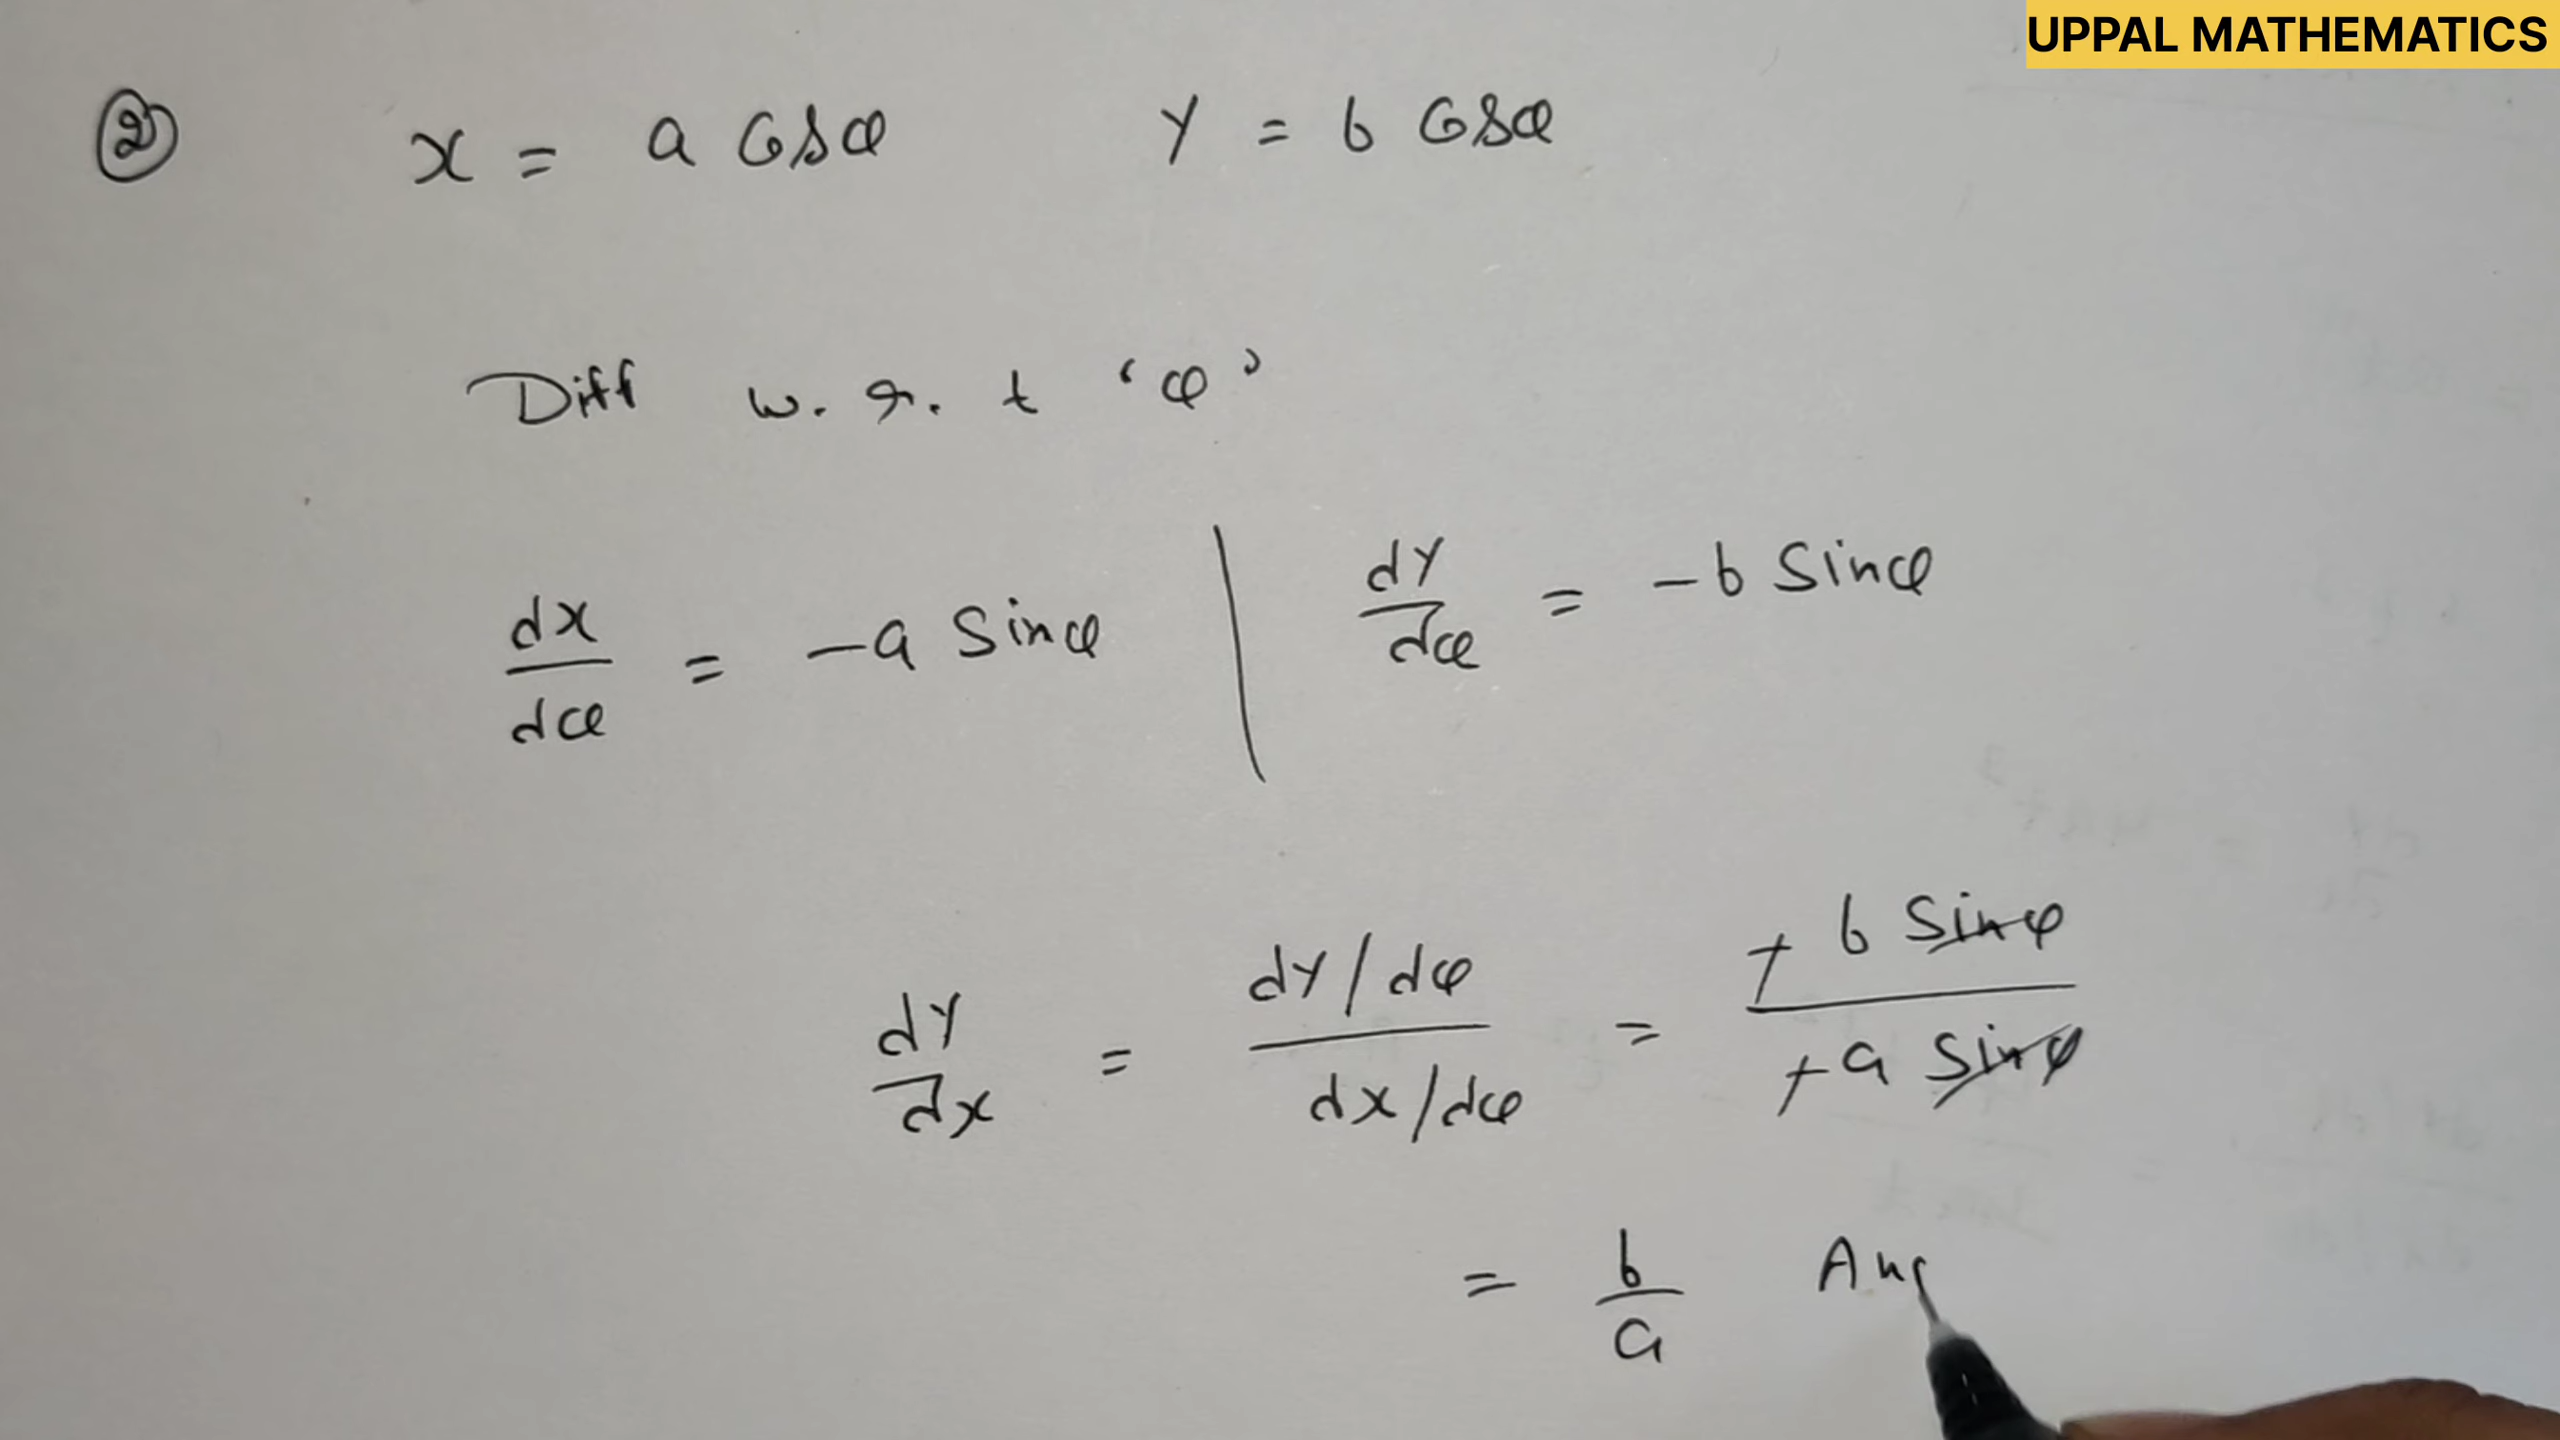 UPPAL MATHEMATICS
② x = a Cosφ y = b Cosφ
Diff w.r.t 'φ'
dx/dφ = -a Sinφ | dy/dφ = -b Sinφ
dy/dx = (dy/dφ)/(dx/dφ) = (-b Sinφ)/(-a Sinφ)
= b/a Ans